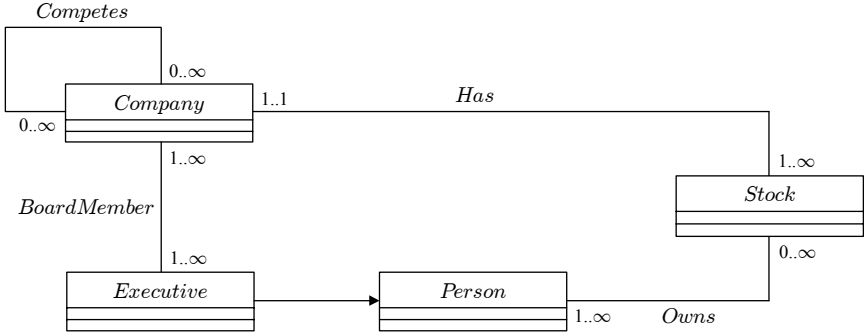 Competes
0..∞
Company
1..1
Has
0..∞
1..∞
1..∞
Stock
BoardMember
0..∞
1..∞
Executive
Person
1..∞
Owns